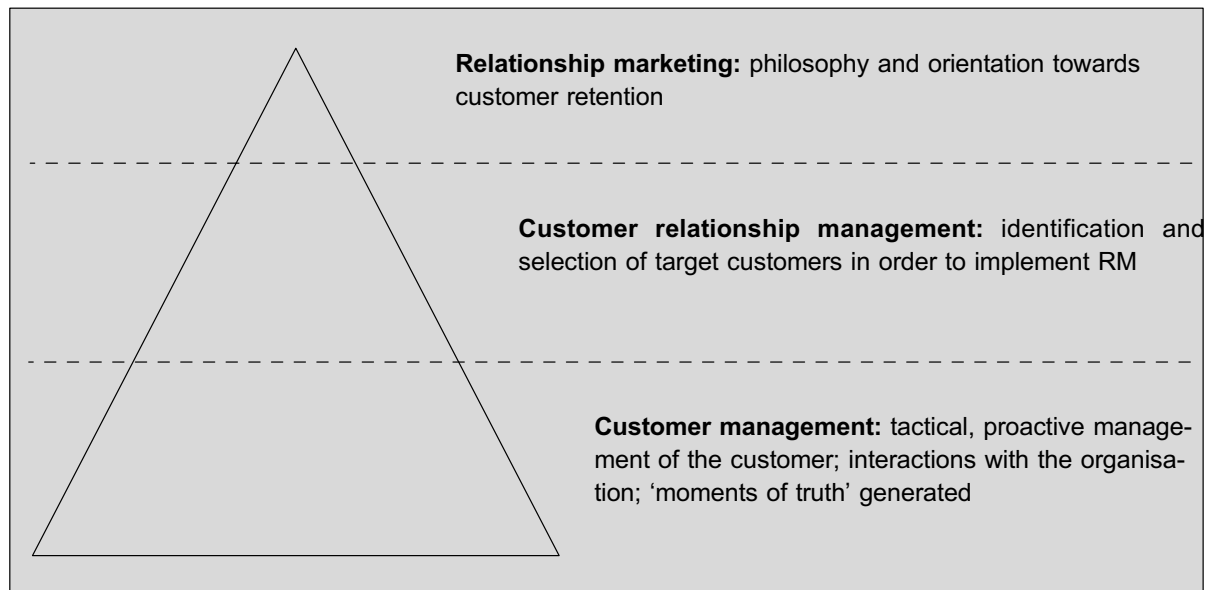 Relationship marketing: philosophy and orientation towards
customer retention
Customer relationship management: identification and
selection of target customers in order to implement RM
Customer management: tactical, proactive manage-
ment of the customer; interactions with the organisa-
tion; ‘moments of truth’ generated